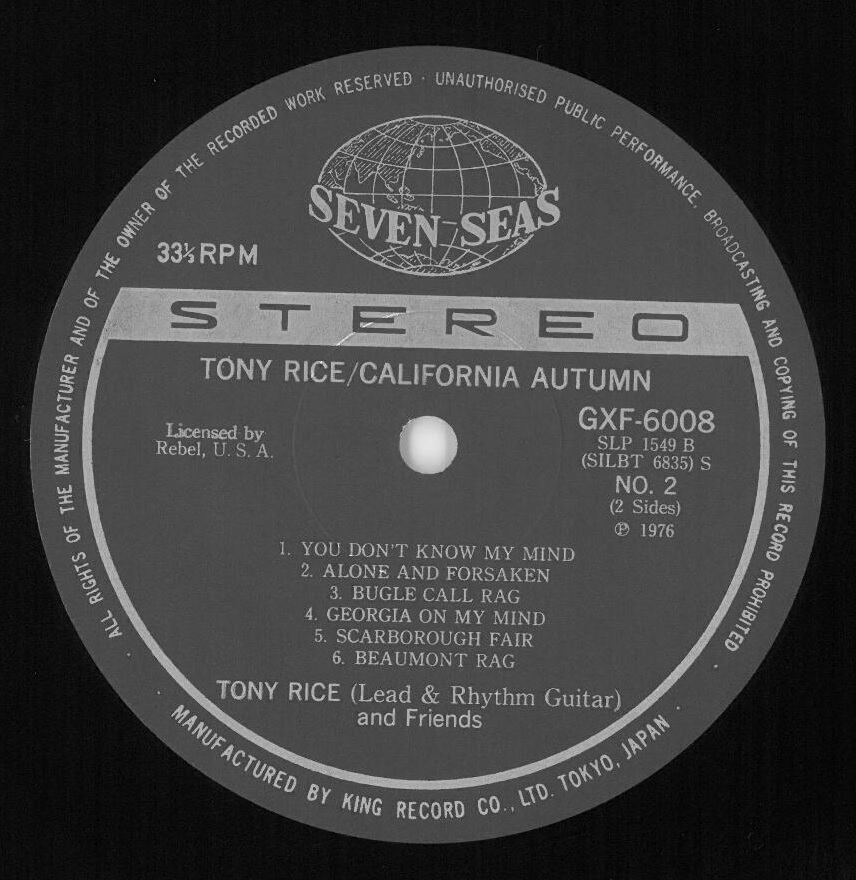 ALL RIGHTS OF THE MANUFACTURER AND OF THE OWNER OF THE RECORDED WORK RESERVED · UNAUTHORISED PUBLIC PERFORMANCE, BROADCASTING AND COPYING OF THIS RECORD PROHIBITED ·
SEVEN SEAS
33⅓ RPM
STEREO
TONY RICE/CALIFORNIA AUTUMN
Licensed by
Rebel, U. S. A.
GXF-6008
SLP 1549 B
(SILBT 6835) S
NO. 2
(2 Sides)
℗ 1976
1. YOU DON'T KNOW MY MIND
2. ALONE AND FORSAKEN
3. BUGLE CALL RAG
4. GEORGIA ON MY MIND
5. SCARBOROUGH FAIR
6. BEAUMONT RAG
TONY RICE (Lead & Rhythm Guitar)
and Friends
· MANUFACTURED BY KING RECORD CO., LTD. TOKYO, JAPAN ·